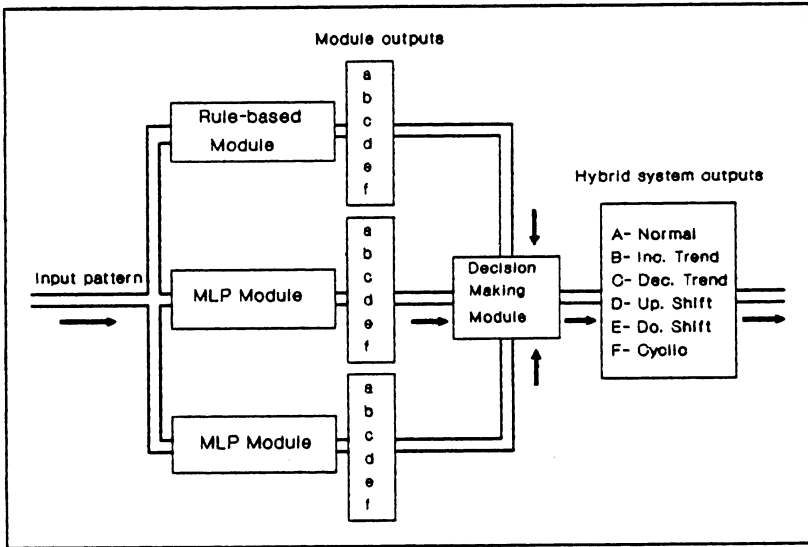 Module outputs
a
b
c
d
e
f
Rule-based
Module
Hybrid system outputs
Input pattern
MLP Module
a
b
c
d
e
f
Decision
Making
Module
A- Normal
B- Inc. Trend
C- Dec. Trend
D- Up. Shift
E- Do. Shift
F- Cyclic
MLP Module
a
b
c
d
e
f